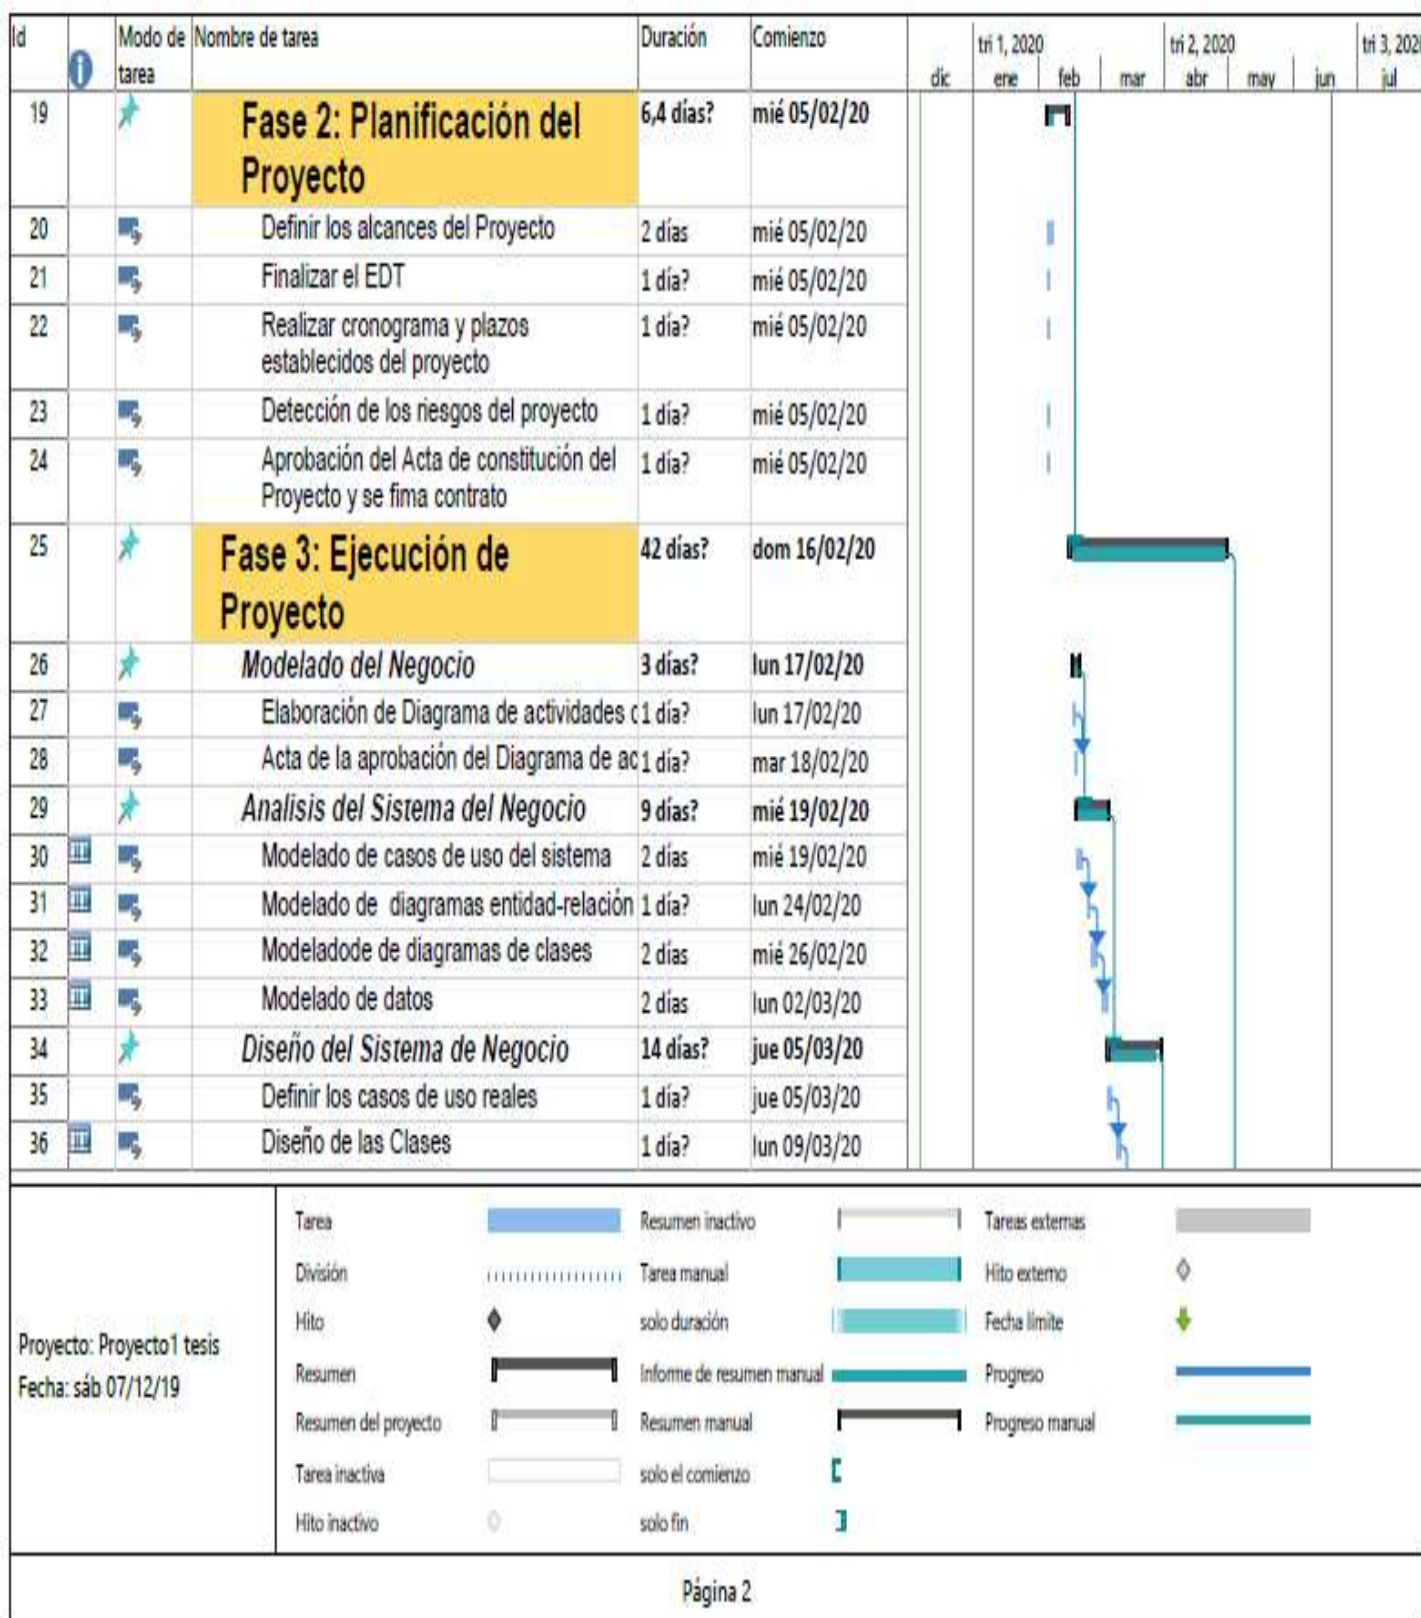 Id Modo de tarea Nombre de tarea Duración Comienzo
tri 1, 2020 tri 2, 2020 tri 3, 2020
dic ene feb mar abr may jun jul
19 Fase 2: Planificación del Proyecto 6,4 días? mié 05/02/20
20 Definir los alcances del Proyecto 2 días mié 05/02/20
21 Finalizar el EDT 1 día? mié 05/02/20
22 Realizar cronograma y plazos establecidos del proyecto 1 día? mié 05/02/20
23 Detección de los riesgos del proyecto 1 día? mié 05/02/20
24 Aprobación del Acta de constitución del Proyecto y se fima contrato 1 día? mié 05/02/20
25 Fase 3: Ejecución de Proyecto 42 días? dom 16/02/20
26 Modelado del Negocio 3 días? lun 17/02/20
27 Elaboración de Diagrama de actividades 1 día? lun 17/02/20
28 Acta de la aprobación del Diagrama de ac 1 día? mar 18/02/20
29 Analisis del Sistema del Negocio 9 días? mié 19/02/20
30 Modelado de casos de uso del sistema 2 días mié 19/02/20
31 Modelado de diagramas entidad-relación 1 día? lun 24/02/20
32 Modeladode de diagramas de clases 2 días mié 26/02/20
33 Modelado de datos 2 días lun 02/03/20
34 Diseño del Sistema de Negocio 14 días? jue 05/03/20
35 Definir los casos de uso reales 1 día? jue 05/03/20
36 Diseño de las Clases 1 día? lun 09/03/20
Proyecto: Proyecto1 tesis
Fecha: sáb 07/12/19
Tarea Resumen inactivo Tareas externas
División Tarea manual Hito externo
Hito solo duración Fecha límite
Resumen Informe de resumen manual Progreso
Resumen del proyecto Resumen manual Progreso manual
Tarea inactiva solo el comienzo
Hito inactivo solo fin
Página 2